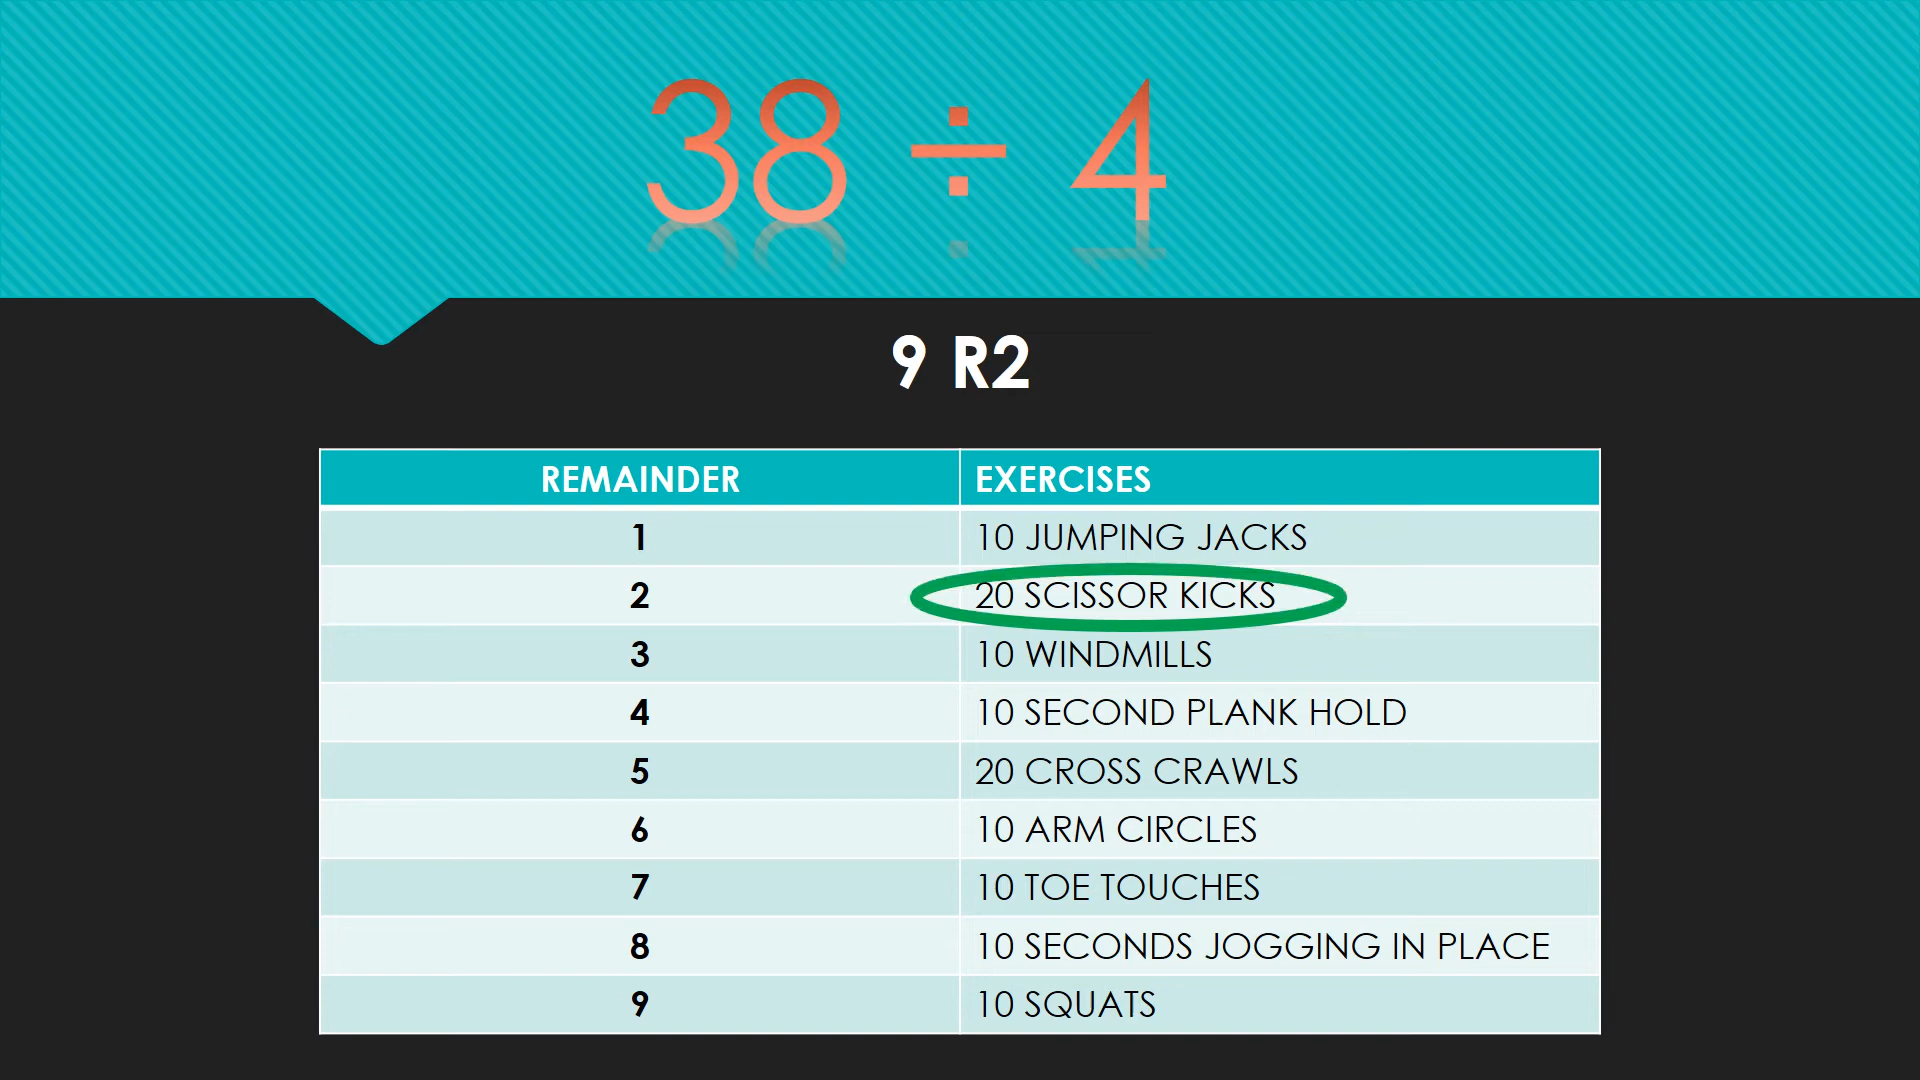 38 ÷ 4
9 R2
REMAINDER EXERCISES
1 10 JUMPING JACKS
2 20 SCISSOR KICKS
3 10 WINDMILLS
4 10 SECOND PLANK HOLD
5 20 CROSS CRAWLS
6 10 ARM CIRCLES
7 10 TOE TOUCHES
8 10 SECONDS JOGGING IN PLACE
9 10 SQUATS